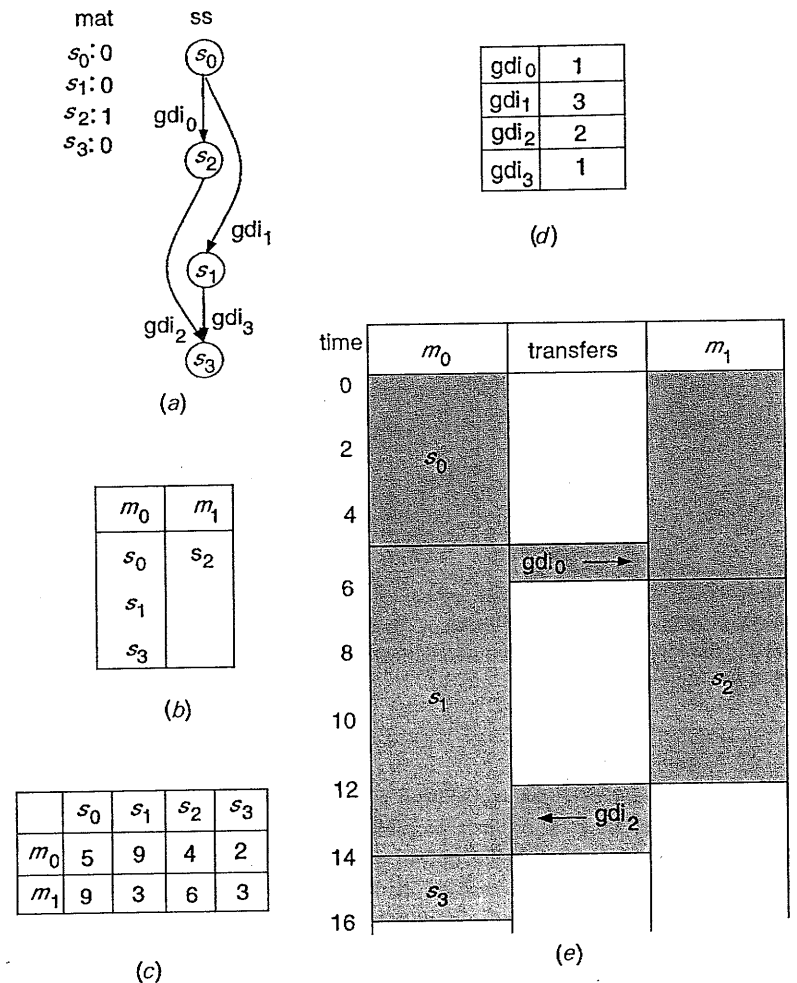 mat ss
s0:0
s1:0
s2:1
s3:0
s0
gdi0
s2
gdi1
s1
gdi2 gdi3
s3
(a)
gdi0 1
gdi1 3
gdi2 2
gdi3 1
(d)
m0 m1
s0 s2
s1
s3
(b)
s0 s1 s2 s3
m0 5 9 4 2
m1 9 3 6 3
(c)
time m0 transfers m1
0
2
s0
4
gdi0
6
8
s1 s2
10
12
gdi2
14
s3
16
(e)